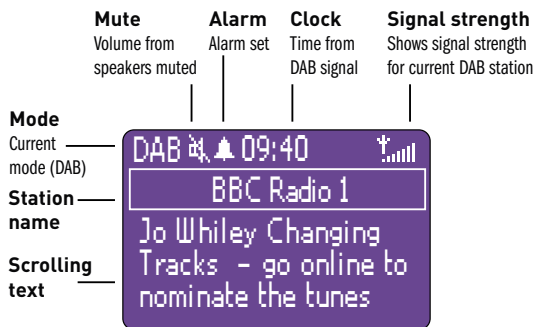 Mute
Volume from
speakers muted
Alarm
Alarm set
Clock
Time from
DAB signal
Signal strength
Shows signal strength
for current DAB station
Mode
Current
mode (DAB)
Station
name
Scrolling
text
DAB 09:40
BBC Radio 1
Jo Whiley Changing
Tracks - go online to
nominate the tunes